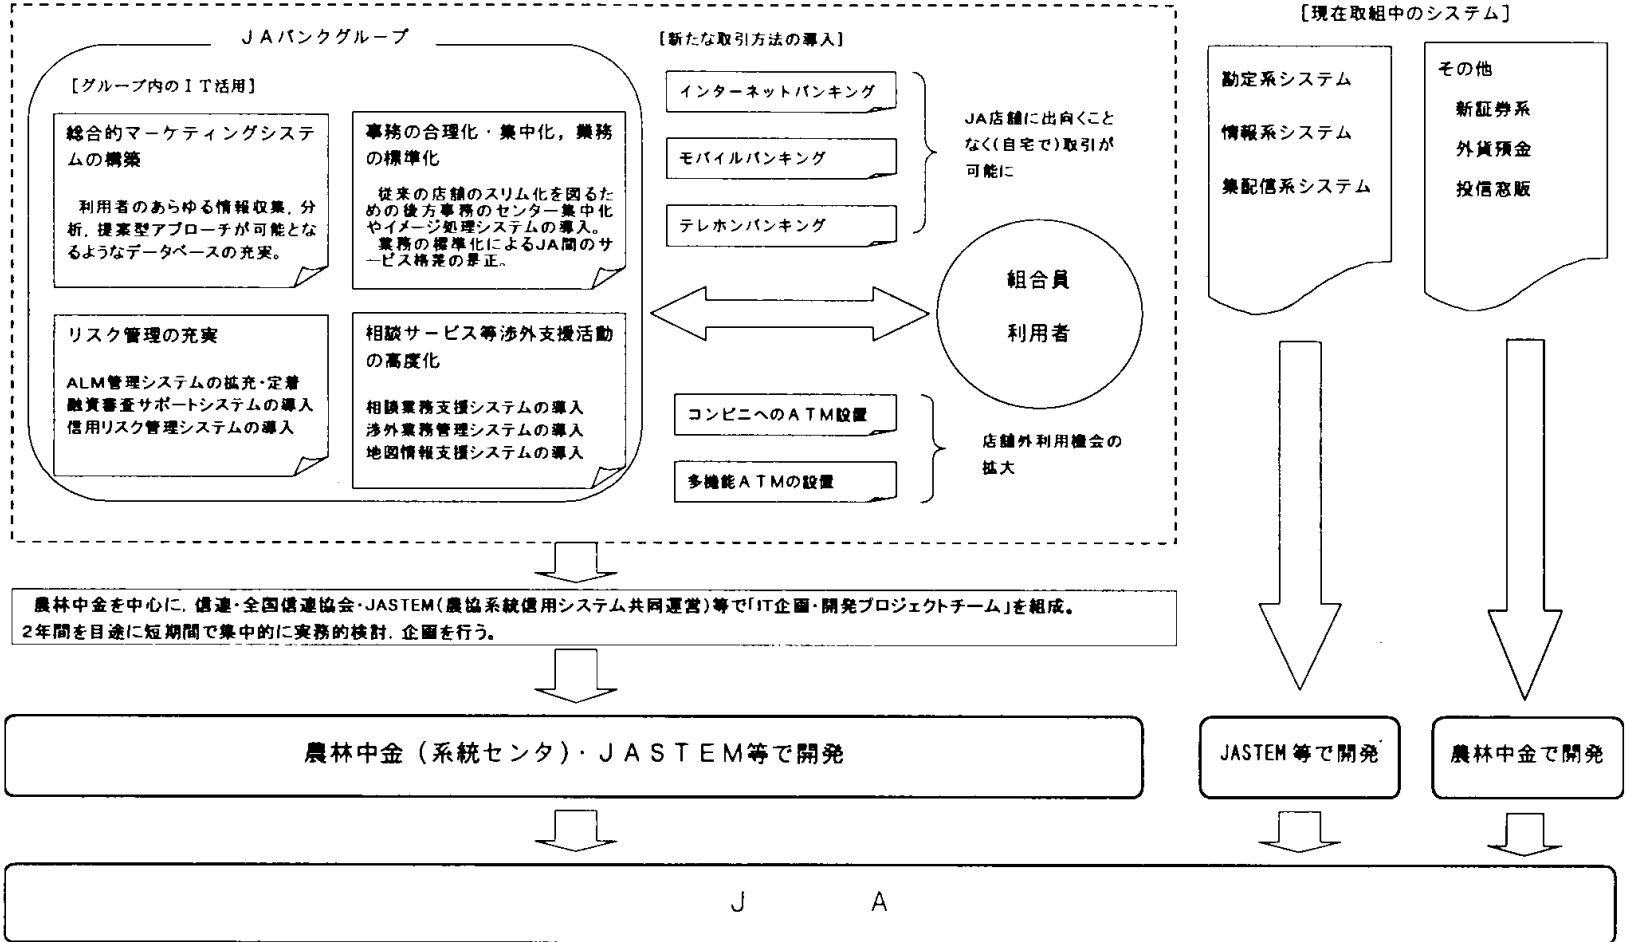 JAバンクグループ
[グループ内のIT活用]
総合的マーケティングシステ
ムの構築
利用者のあらゆる情報収集，分
析，提案型アプローチが可能とな
るようなデータベースの充実。
事務の合理化・集中化，業務
の標準化
従来の店舗のスリム化を図るた
めの後方事務のセンター集中化
やイメージ処理システムの導入。
業務の標準化によるJA間のサ
ービス格差の是正。
リスク管理の充実
ALM管理システムの拡充・定着
融資審査サポートシステムの導入
信用リスク管理システムの導入
相談サービス等渉外支援活動
の高度化
相談業務支援システムの導入
渉外業務管理システムの導入
地図情報支援システムの導入
[新たな取引方法の導入]
インターネットバンキング
モバイルバンキング
テレホンバンキング
JA店舗に出向くこと
なく(自宅で)取引が
可能に
組合員
利用者
コンビニへのATM設置
多機能ATMの設置
店舗外利用機会の
拡大
[現在取組中のシステム]
勘定系システム
情報系システム
集配信系システム
その他
新証券系
外貨預金
投信窓販
農林中金を中心に，信連・全国信連協会・JASTEM(農協系統信用システム共同運営)等で「IT企画・開発プロジェクトチーム」を組成。
2年間を目途に短期間で集中的に実務的検討，企画を行う。
農林中金（系統センタ）・JASTEM等で開発
JASTEM等で開発
農林中金で開発
J A